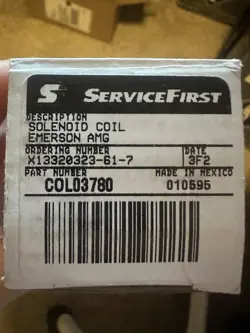 SERVICEFIRST
DESCRIPTION
SOLENOID COIL
EMERSON AMG
ORDERING NUMBER DATE
X13320323-61-7 3F2
PART NUMBER MADE IN MEXICO
COL03780 010595